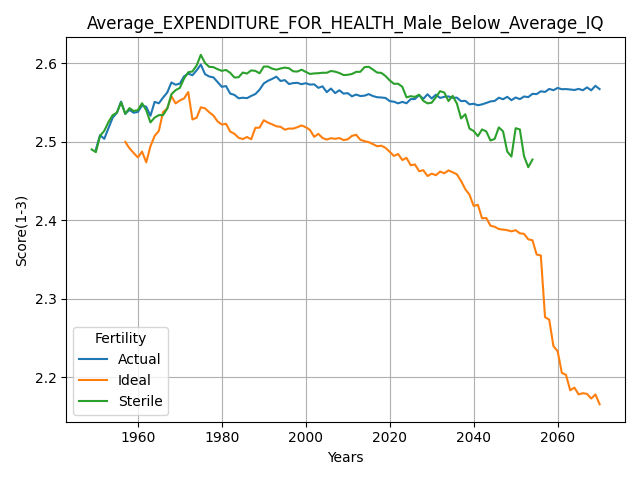 Average_EXPENDITURE_FOR_HEALTH_Male_Below_Average_IQ
2.6
2.5
2.4
2.3
2.2
Score(1-3)
Fertility
Actual
Ideal
Sterile
1960 1980 2000 2020 2040 2060
Years